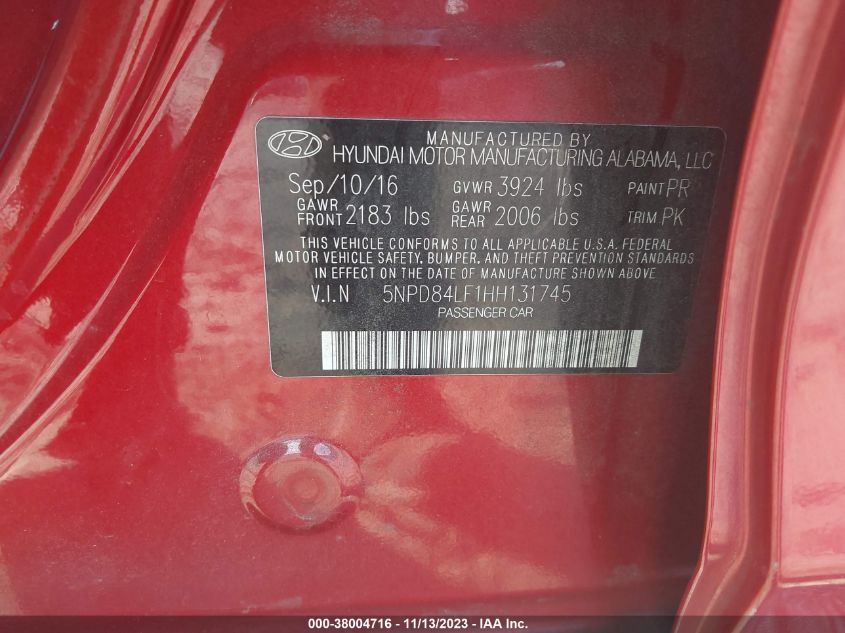 MANUFACTURED BY
HYUNDAI MOTOR MANUFACTURING ALABAMA, LLC
Sep/10/16 GVWR 3924 lbs PAINT PR
GAWR FRONT 2183 lbs GAWR REAR 2006 lbs TRIM PK
THIS VEHICLE CONFORMS TO ALL APPLICABLE U.S.A. FEDERAL
MOTOR VEHICLE SAFETY, BUMPER, AND THEFT PREVENTION STANDARDS
IN EFFECT ON THE DATE OF MANUFACTURE SHOWN ABOVE.
V.I.N 5NPD84LF1HH131745
PASSENGER CAR
000-38004716 - 11/13/2023 - IAA Inc.